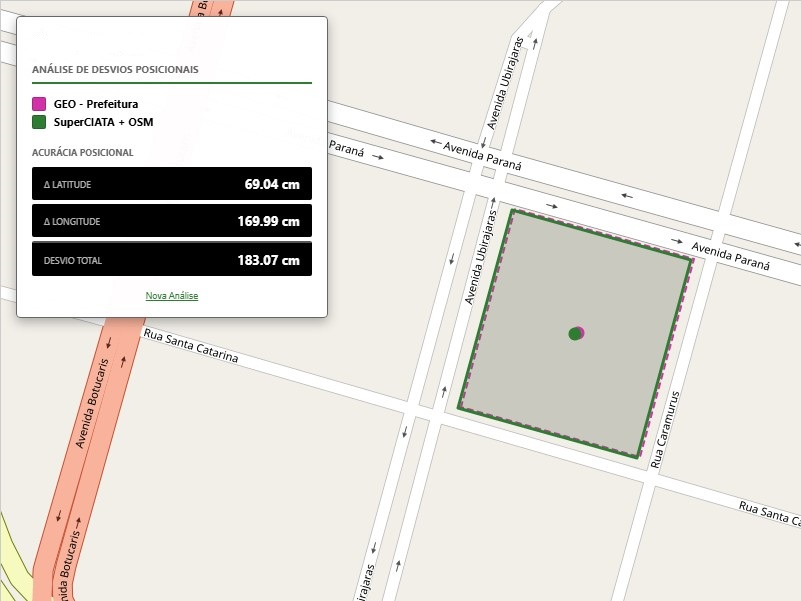 ANÁLISE DE DESVIOS POSICIONAIS
GEO - Prefeitura
SuperCIATA + OSM
ACURÁCIA POSICIONAL
Δ LATITUDE 69.04 cm
Δ LONGITUDE 169.99 cm
DESVIO TOTAL 183.07 cm
Nova Análise
Avenida Ubirajaras
Avenida Paraná
Paraná
Avenida Ubirajaras
Avenida Paraná
Rua Santa Catarina
Avenida Botucaris
Rua Caramurus
Rua Santa Ca
nida Botucaris
irajaras